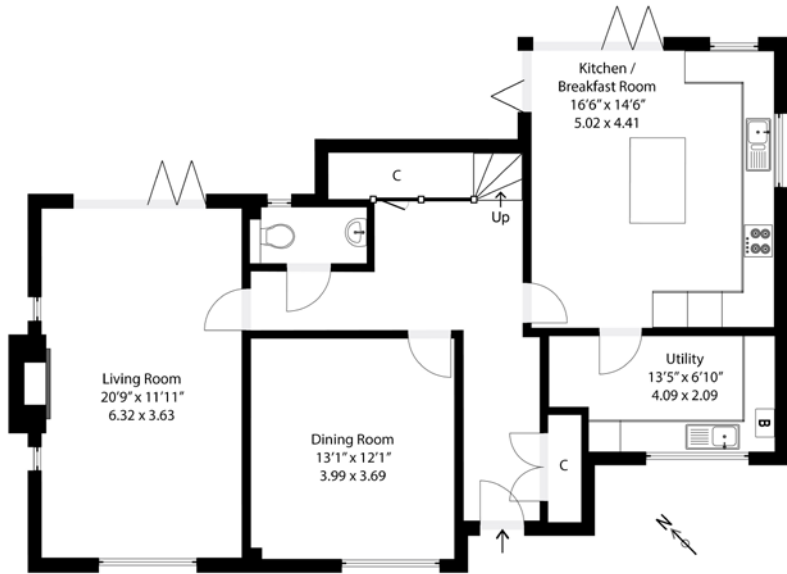 Kitchen /
Breakfast Room
16'6" x 14'6"
5.02 x 4.41
C
Up
Living Room
20'9" x 11'11"
6.32 x 3.63
Utility
13'5" x 6'10"
4.09 x 2.09
B
Dining Room
13'1" x 12'1"
3.99 x 3.69
C
N